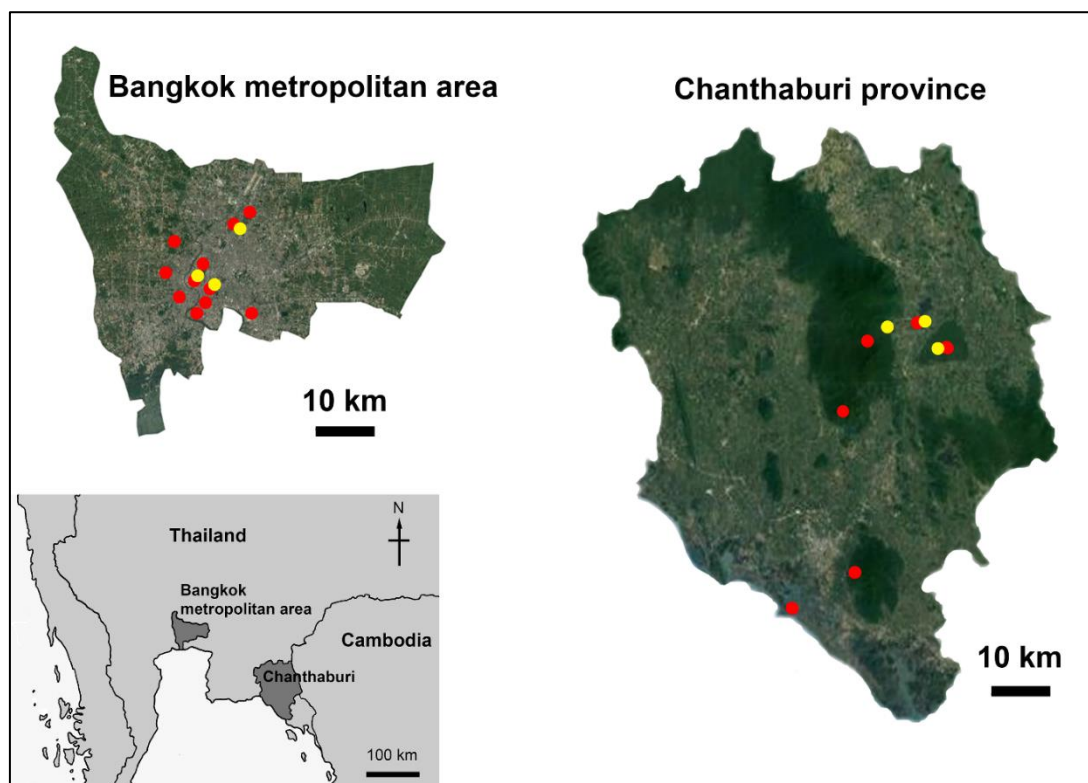 Bangkok metropolitan area
Chanthaburi province
10 km
10 km
N
Thailand
Bangkok
metropolitan area
Cambodia
Chanthaburi
100 km